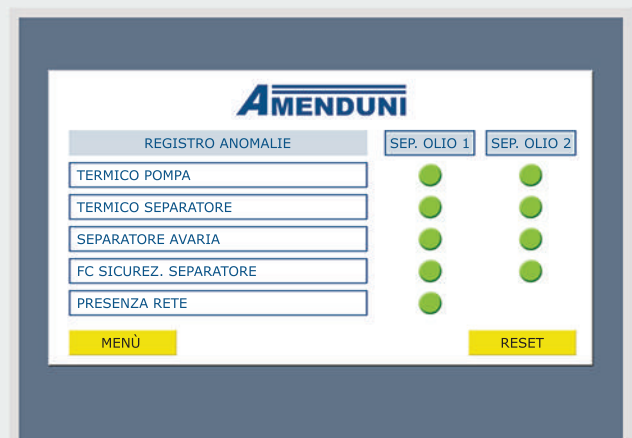 AMENDUNI
REGISTRO ANOMALIE SEP. OLIO 1 SEP. OLIO 2
TERMICO POMPA
TERMICO SEPARATORE
SEPARATORE AVARIA
FC SICUREZ. SEPARATORE
PRESENZA RETE
MENÙ RESET